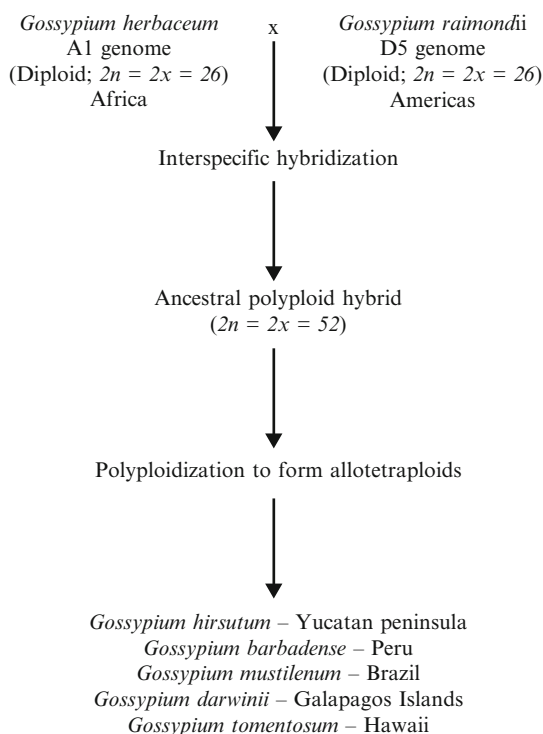 Gossypium herbaceum x Gossypium raimondii
A1 genome D5 genome
(Diploid; 2n = 2x = 26) (Diploid; 2n = 2x = 26)
Africa Americas
Interspecific hybridization
Ancestral polyploid hybrid
(2n = 2x = 52)
Polyploidization to form allotetraploids
Gossypium hirsutum – Yucatan peninsula
Gossypium barbadense – Peru
Gossypium mustilenum – Brazil
Gossypium darwinii – Galapagos Islands
Gossypium tomentosum – Hawaii